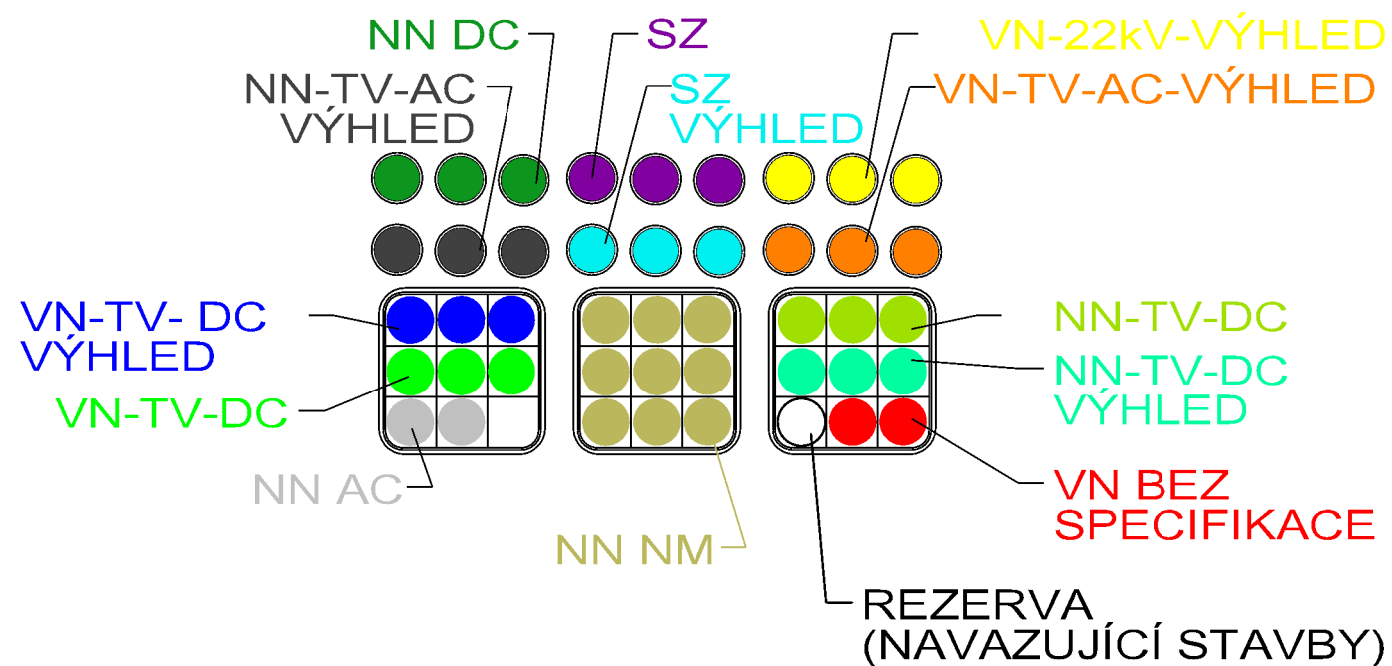 NN DC
SZ
VN-22kV-VÝHLED
NN-TV-AC
VÝHLED
SZ
VÝHLED
VN-TV-AC-VÝHLED
VN-TV- DC
VÝHLED
NN-TV-DC
VN-TV-DC
NN-TV-DC
VÝHLED
NN AC
VN BEZ
SPECIFIKACE
NN NM
REZERVA
(NAVAZUJÍCÍ STAVBY)